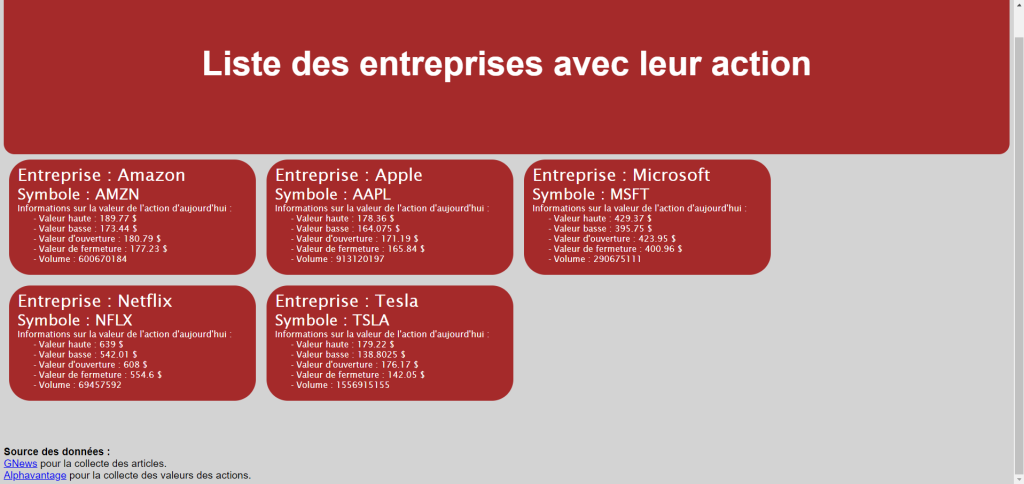 Liste des entreprises avec leur action
Entreprise : Amazon
Symbole : AMZN
Informations sur la valeur de l'action d'aujourd'hui :
- Valeur haute : 189.77 $
- Valeur basse : 173.44 $
- Valeur d'ouverture : 180.79 $
- Valeur de fermeture : 177.23 $
- Volume : 600670184
Entreprise : Apple
Symbole : AAPL
Informations sur la valeur de l'action d'aujourd'hui :
- Valeur haute : 178.36 $
- Valeur basse : 164.075 $
- Valeur d'ouverture : 171.19 $
- Valeur de fermeture : 165.84 $
- Volume : 913120197
Entreprise : Microsoft
Symbole : MSFT
Informations sur la valeur de l'action d'aujourd'hui :
- Valeur haute : 429.37 $
- Valeur basse : 395.75 $
- Valeur d'ouverture : 423.95 $
- Valeur de fermeture : 400.96 $
- Volume : 290675111
Entreprise : Netflix
Symbole : NFLX
Informations sur la valeur de l'action d'aujourd'hui :
- Valeur haute : 639 $
- Valeur basse : 542.01 $
- Valeur d'ouverture : 608 $
- Valeur de fermeture : 554.6 $
- Volume : 69457592
Entreprise : Tesla
Symbole : TSLA
Informations sur la valeur de l'action d'aujourd'hui :
- Valeur haute : 179.22 $
- Valeur basse : 138.8025 $
- Valeur d'ouverture : 176.17 $
- Valeur de fermeture : 142.05 $
- Volume : 1556915155
Source des données :
GNews pour la collecte des articles.
Alphavantage pour la collecte des valeurs des actions.